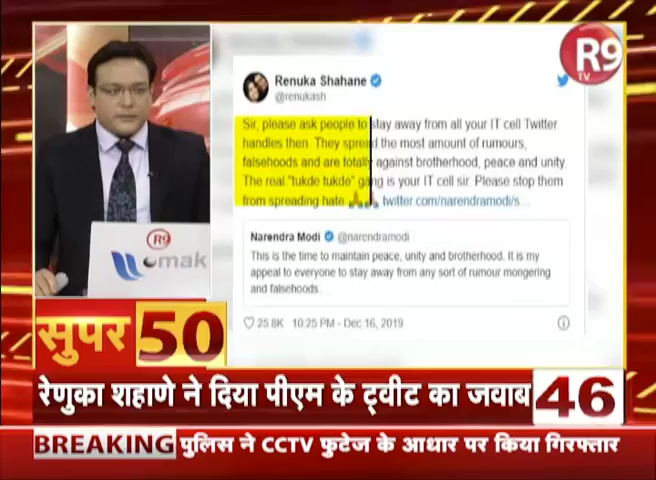 R9
TV
Renuka Shahane
@renukash
Sir, please ask people to stay away from all your IT cell Twitter
handles then. They spread the most amount of rumours,
falsehoods and are totally against brotherhood, peace and unity.
The real "tukde tukde" gang is your IT cell sir. Please stop them
from spreading hate 🙏🙏 twitter.com/narendramodi/s...
Narendra Modi @narendramodi
This is the time to maintain peace, unity and brotherhood. It is my
appeal to everyone to stay away from any sort of rumour mongering
and falsehoods.
25.8K 10:25 PM - Dec 16, 2019
R9
omak
सुपर 50
रेणुका शहाणे ने दिया पीएम के ट्वीट का जवाब 46
BREAKING पुलिस ने CCTV फुटेज के आधार पर किया गिरफ्तार